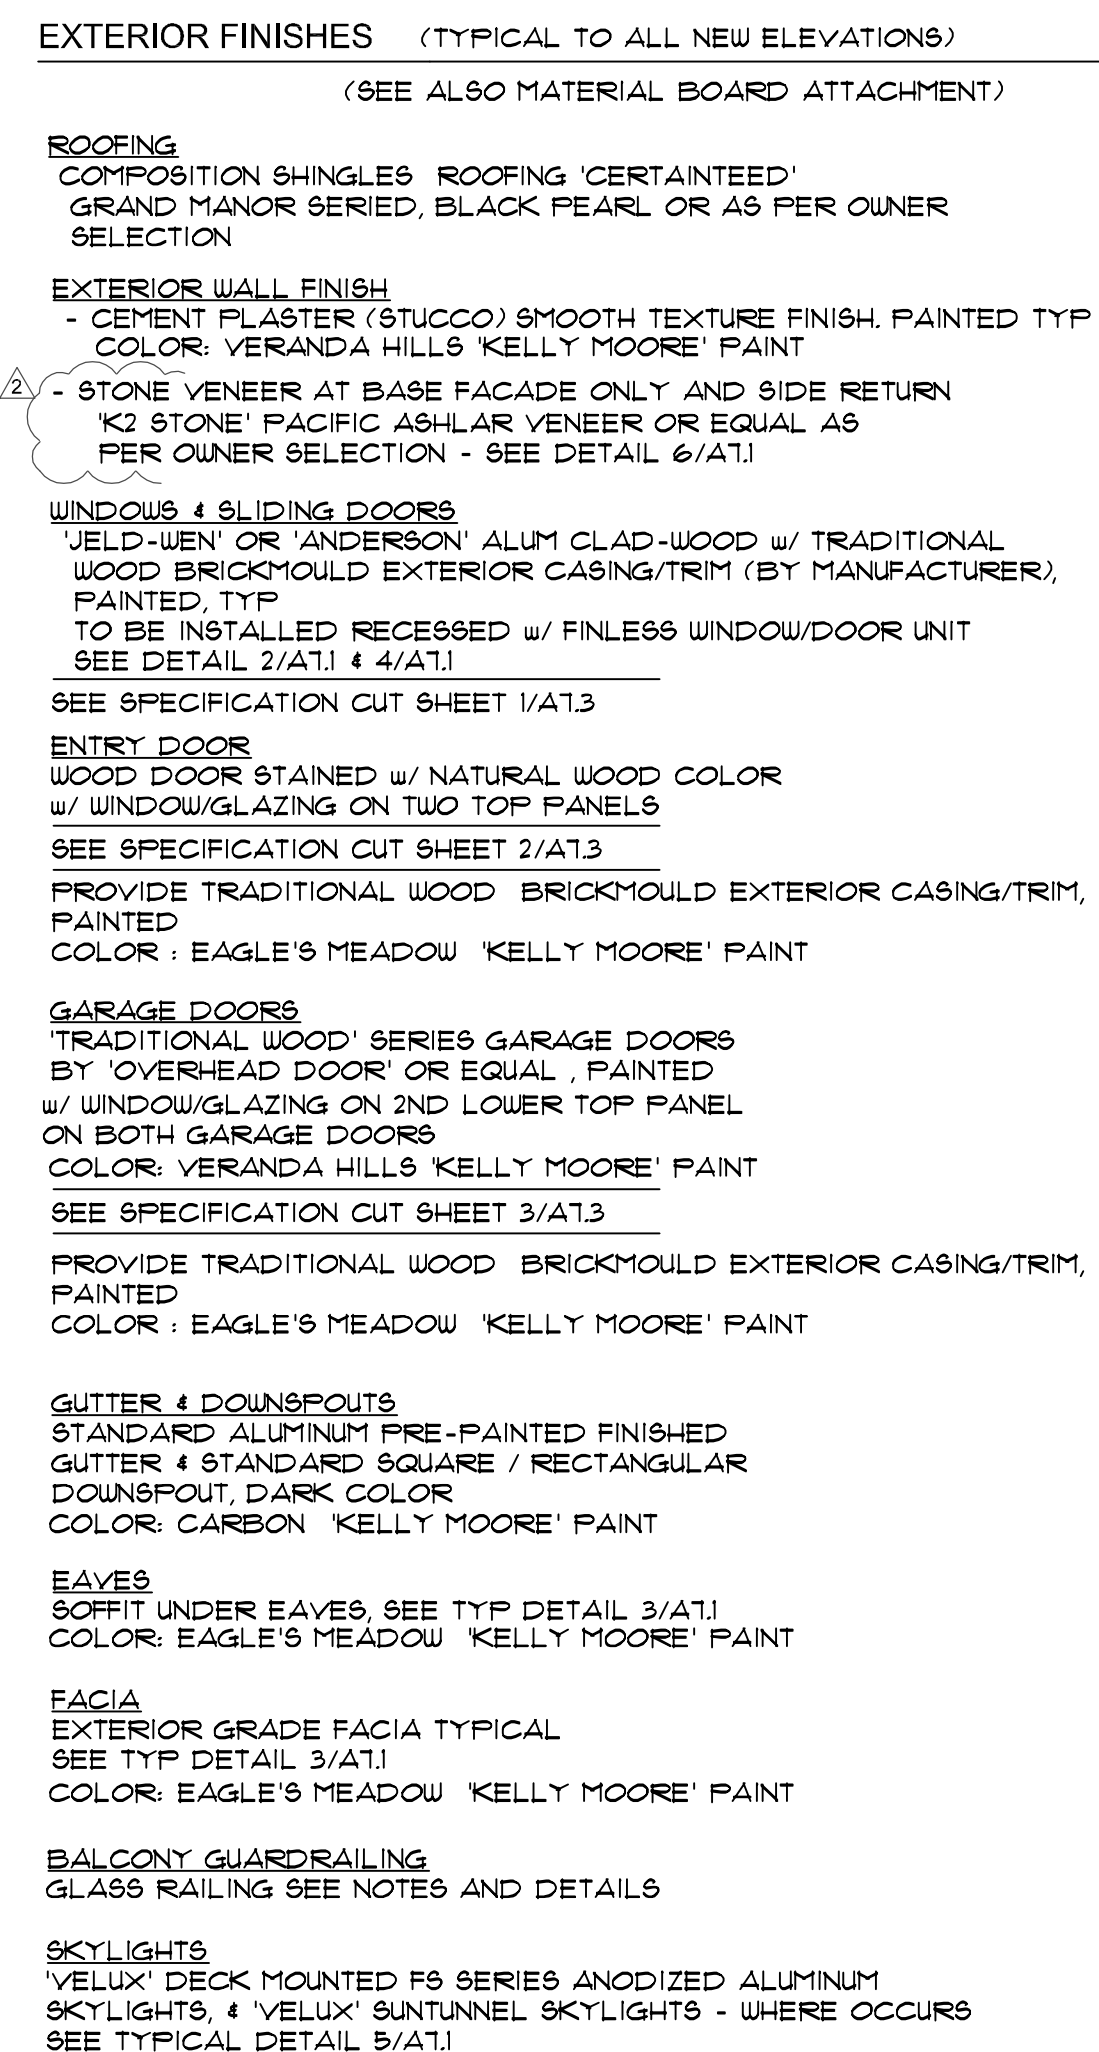 EXTERIOR FINISHES (TYPICAL TO ALL NEW ELEVATIONS)
(SEE ALSO MATERIAL BOARD ATTACHMENT)
ROOFING
COMPOSITION SHINGLES ROOFING 'CERTAINTEED'
GRAND MANOR SERIED, BLACK PEARL OR AS PER OWNER
SELECTION
EXTERIOR WALL FINISH
- CEMENT PLASTER (STUCCO) SMOOTH TEXTURE FINISH. PAINTED TYP
COLOR: VERANDA HILLS 'KELLY MOORE' PAINT
2 - STONE VENEER AT BASE FACADE ONLY AND SIDE RETURN
'K2 STONE' PACIFIC ASHLAR VENEER OR EQUAL AS
PER OWNER SELECTION - SEE DETAIL 6/A7.1
WINDOWS & SLIDING DOORS
'JELD-WEN' OR 'ANDERSON' ALUM CLAD-WOOD w/ TRADITIONAL
WOOD BRICKMOULD EXTERIOR CASING/TRIM (BY MANUFACTURER),
PAINTED, TYP
TO BE INSTALLED RECESSED w/ FINLESS WINDOW/DOOR UNIT
SEE DETAIL 2/A7.1 & 4/A7.1
SEE SPECIFICATION CUT SHEET 1/A7.3
ENTRY DOOR
WOOD DOOR STAINED w/ NATURAL WOOD COLOR
w/ WINDOW/GLAZING ON TWO TOP PANELS
SEE SPECIFICATION CUT SHEET 2/A7.3
PROVIDE TRADITIONAL WOOD BRICKMOULD EXTERIOR CASING/TRIM,
PAINTED
COLOR : EAGLE'S MEADOW 'KELLY MOORE' PAINT
GARAGE DOORS
'TRADITIONAL WOOD' SERIES GARAGE DOORS
BY 'OVERHEAD DOOR' OR EQUAL , PAINTED
w/ WINDOW/GLAZING ON 2ND LOWER TOP PANEL
ON BOTH GARAGE DOORS
COLOR: VERANDA HILLS 'KELLY MOORE' PAINT
SEE SPECIFICATION CUT SHEET 3/A7.3
PROVIDE TRADITIONAL WOOD BRICKMOULD EXTERIOR CASING/TRIM,
PAINTED
COLOR : EAGLE'S MEADOW 'KELLY MOORE' PAINT
GUTTER & DOWNSPOUTS
STANDARD ALUMINUM PRE-PAINTED FINISHED
GUTTER & STANDARD SQUARE / RECTANGULAR
DOWNSPOUT, DARK COLOR
COLOR: CARBON 'KELLY MOORE' PAINT
EAVES
SOFFIT UNDER EAVES, SEE TYP DETAIL 3/A7.1
COLOR: EAGLE'S MEADOW 'KELLY MOORE' PAINT
FACIA
EXTERIOR GRADE FACIA TYPICAL
SEE TYP DETAIL 3/A7.1
COLOR: EAGLE'S MEADOW 'KELLY MOORE' PAINT
BALCONY GUARDRAILING
GLASS RAILING SEE NOTES AND DETAILS
SKYLIGHTS
'VELUX' DECK MOUNTED FS SERIES ANODIZED ALUMINUM
SKYLIGHTS, & 'VELUX' SUNTUNNEL SKYLIGHTS - WHERE OCCURS
SEE TYPICAL DETAIL 5/A7.1